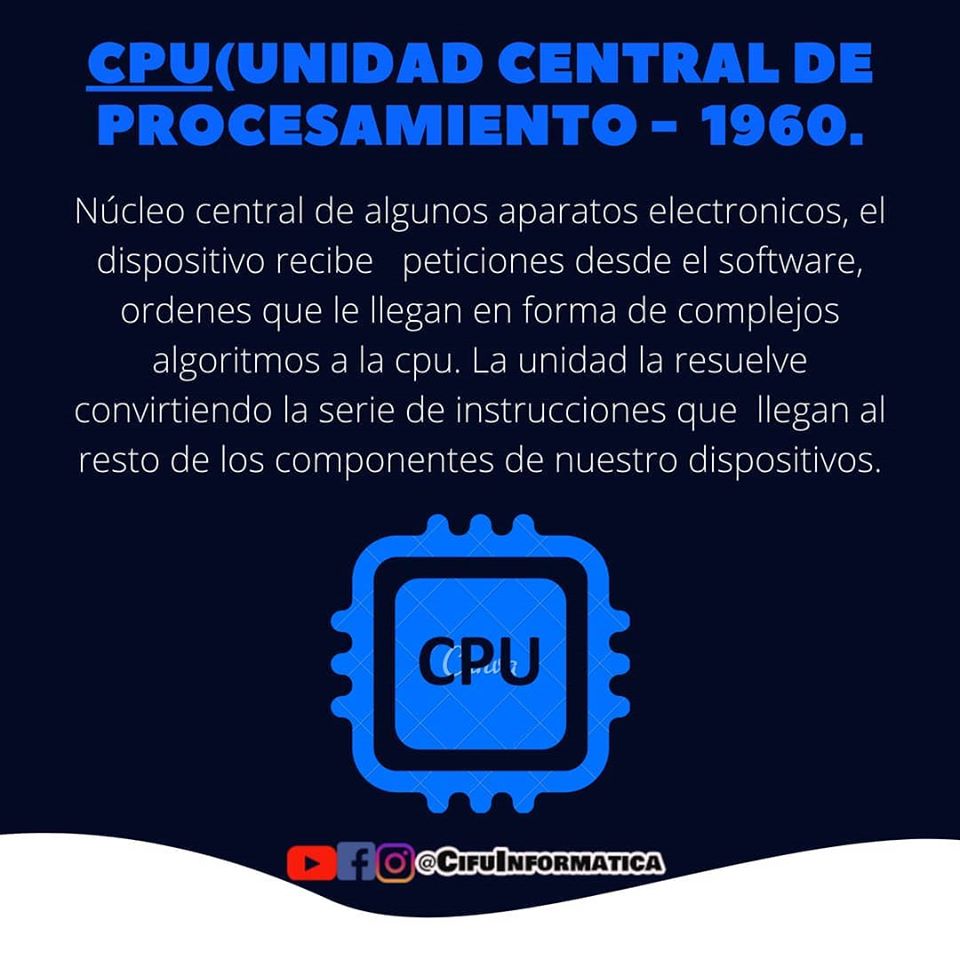 CPU(UNIDAD CENTRAL DE
PROCESAMIENTO - 1960.
Núcleo central de algunos aparatos electronicos, el
dispositivo recibe peticiones desde el software,
ordenes que le llegan en forma de complejos
algoritmos a la cpu. La unidad la resuelve
convirtiendo la serie de instrucciones que llegan al
resto de los componentes de nuestro dispositivos.
CPU
Canva
@CIFUINFORMATICA